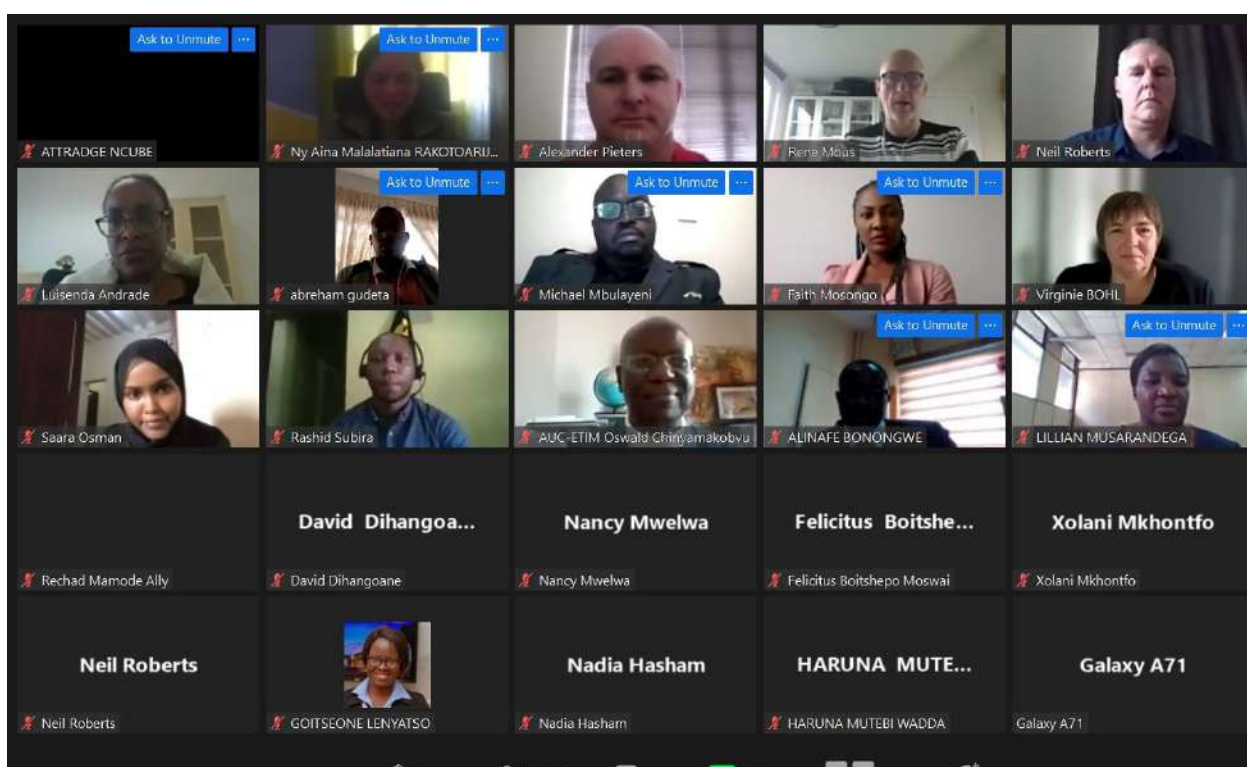 Ask to Unmute ...
ATTRADGE NCUBE
Ask to Unmute ...
Ny Aina Malalatiana RAKOTOARIJ...
Alexander Pieters
Rene Mous
Neil Roberts
Luisenda Andrade
Ask to Unmute ...
abreham gudeta
Ask to Unmute ...
Michael Mbulayeni
Ask to Unmute ...
Faith Mosongo
Virginie BOHL
Saara Osman
Rashid Subira
AUC-ETIM Oswald Chinyamakobvu
Ask to Unmute ...
ALINAFE BONONGWE
Ask to Unmute ...
LILLIAN MUSARANDEGA
Rechad Mamode Ally
David Dihangoa...
David Dihangoane
Nancy Mwelwa
Nancy Mwelwa
Felicitus Boitshe...
Felicitus Boitshepo Moswai
Xolani Mkhontfo
Xolani Mkhontfo
Neil Roberts
Neil Roberts
GOITSEONE LENYATSO
Nadia Hasham
Nadia Hasham
HARUNA MUTE...
HARUNA MUTEBI WADDA
Galaxy A71
Galaxy A71